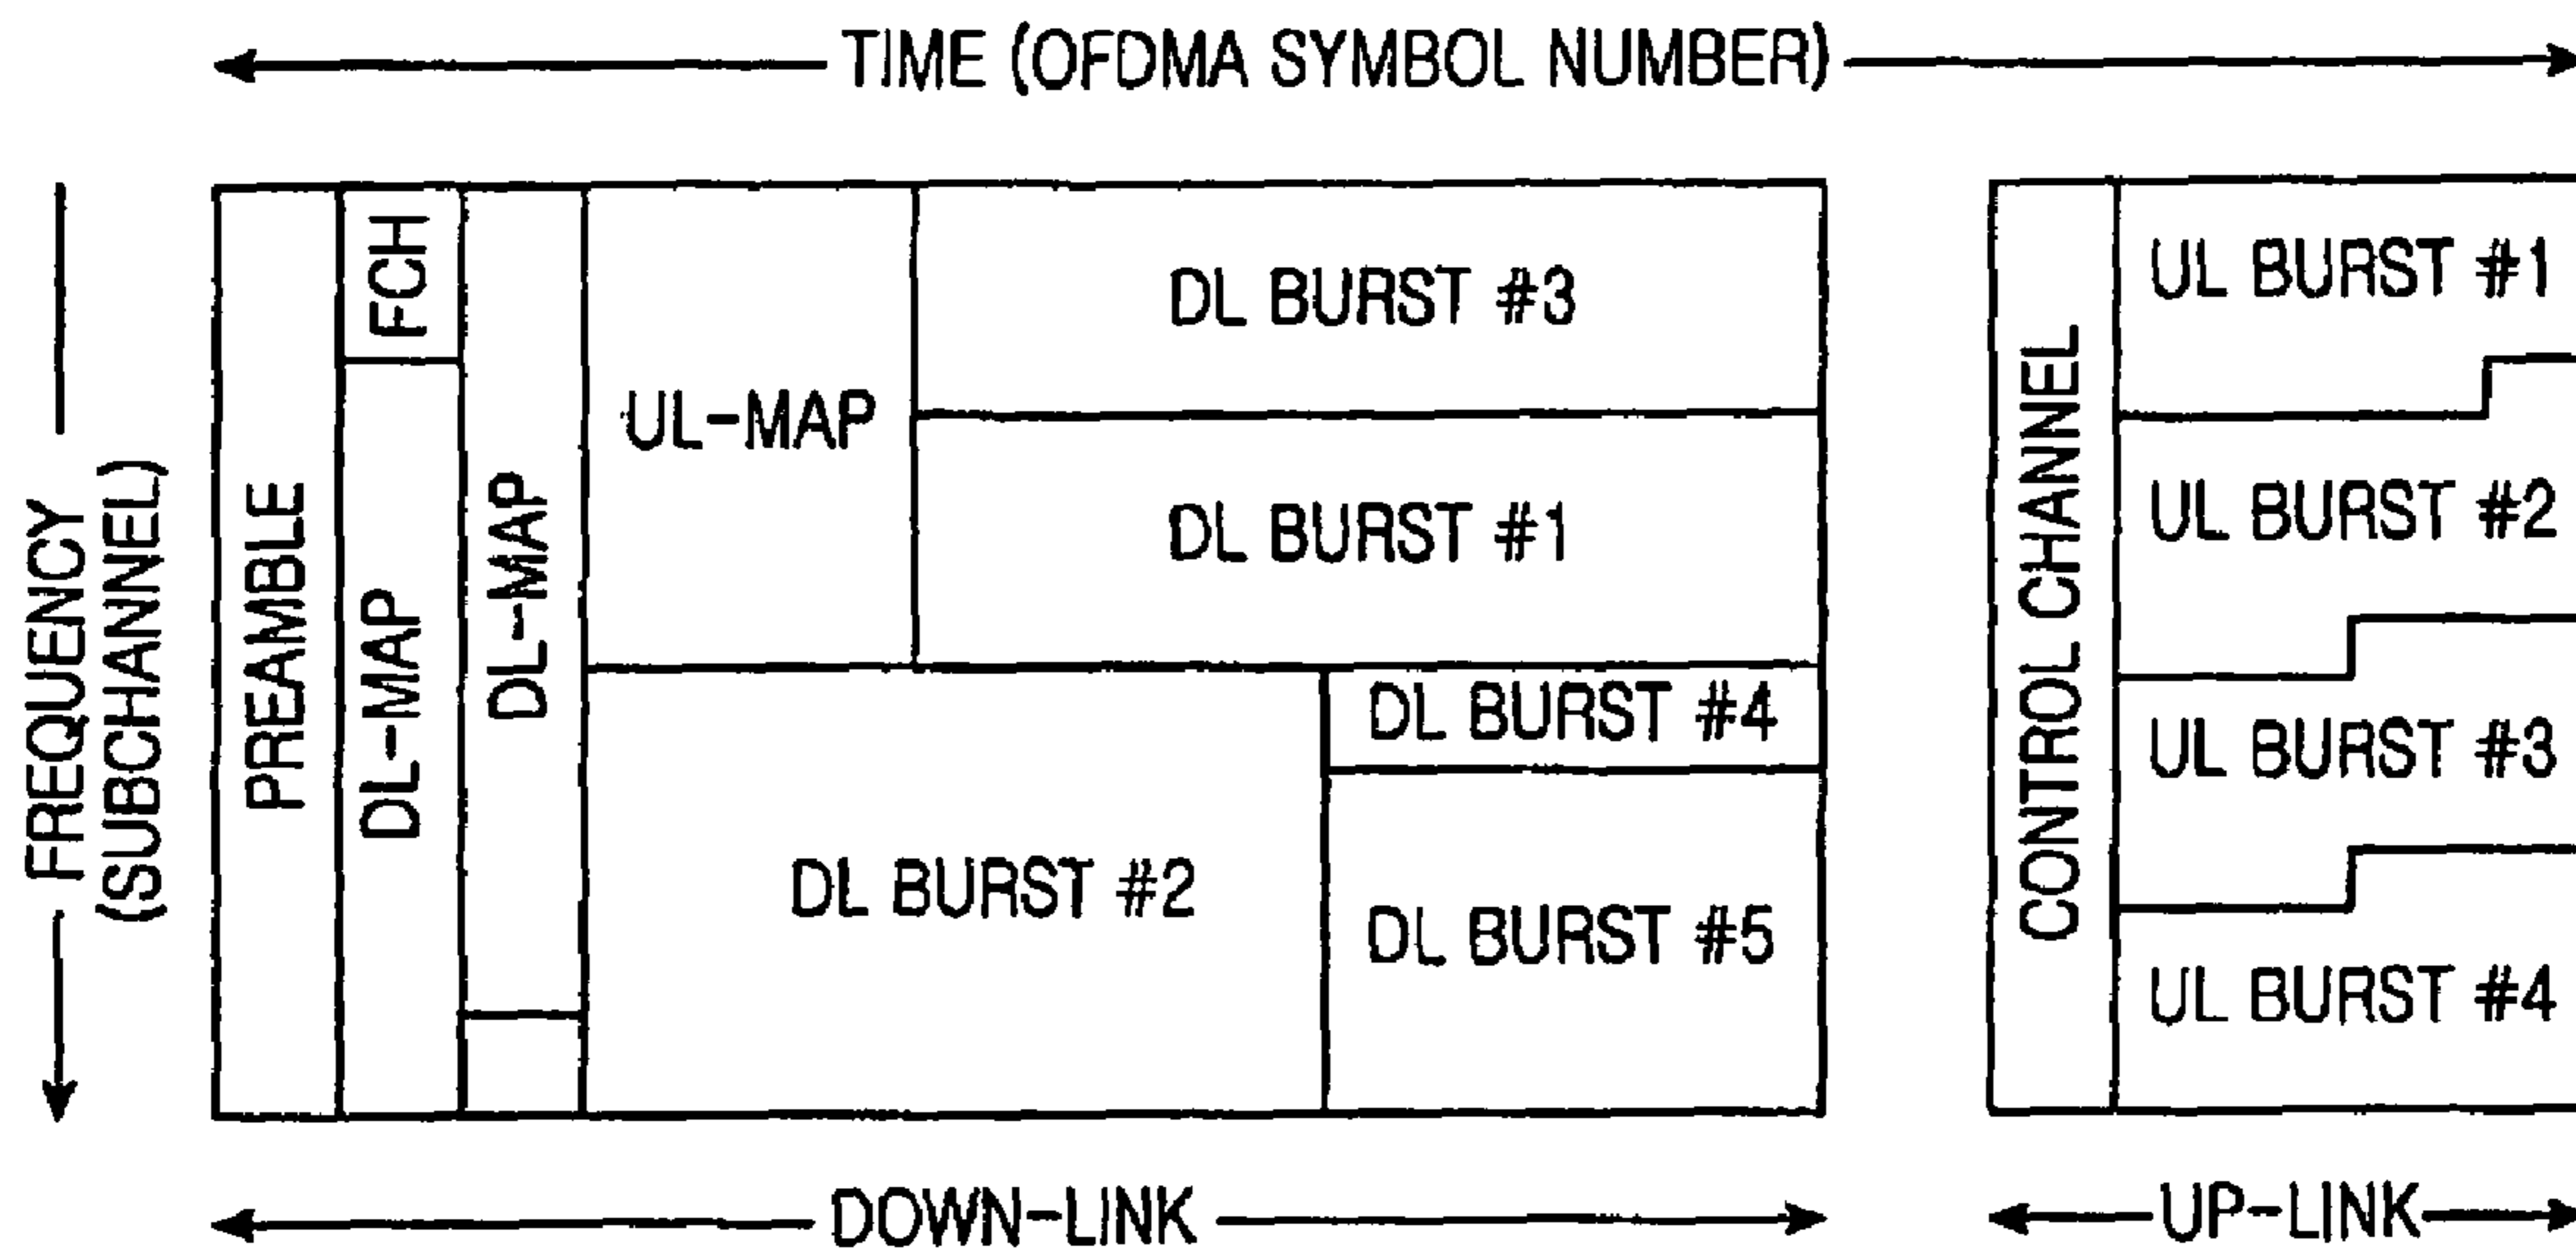 TIME (OFDMA SYMBOL NUMBER)
FREQUENCY
(SUBCHANNEL)
PREAMBLE
FCH
DL-MAP
DL-MAP
UL-MAP
DL BURST #3
DL BURST #1
DL BURST #2
DL BURST #4
DL BURST #5
CONTROL CHANNEL
UL BURST #1
UL BURST #2
UL BURST #3
UL BURST #4
DOWN-LINK
UP-LINK